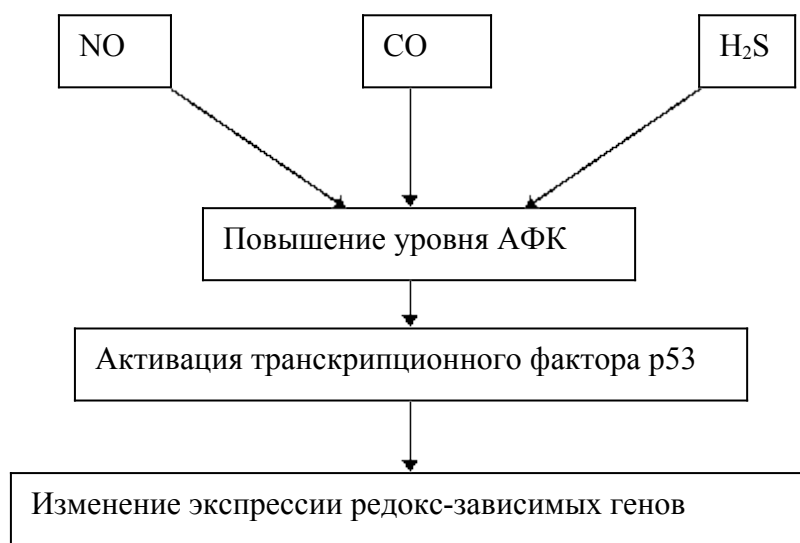 NO
CO
H₂S
Повышение уровня АФК
Активация транскрипционного фактора р53
Изменение экспрессии редокс-зависимых генов